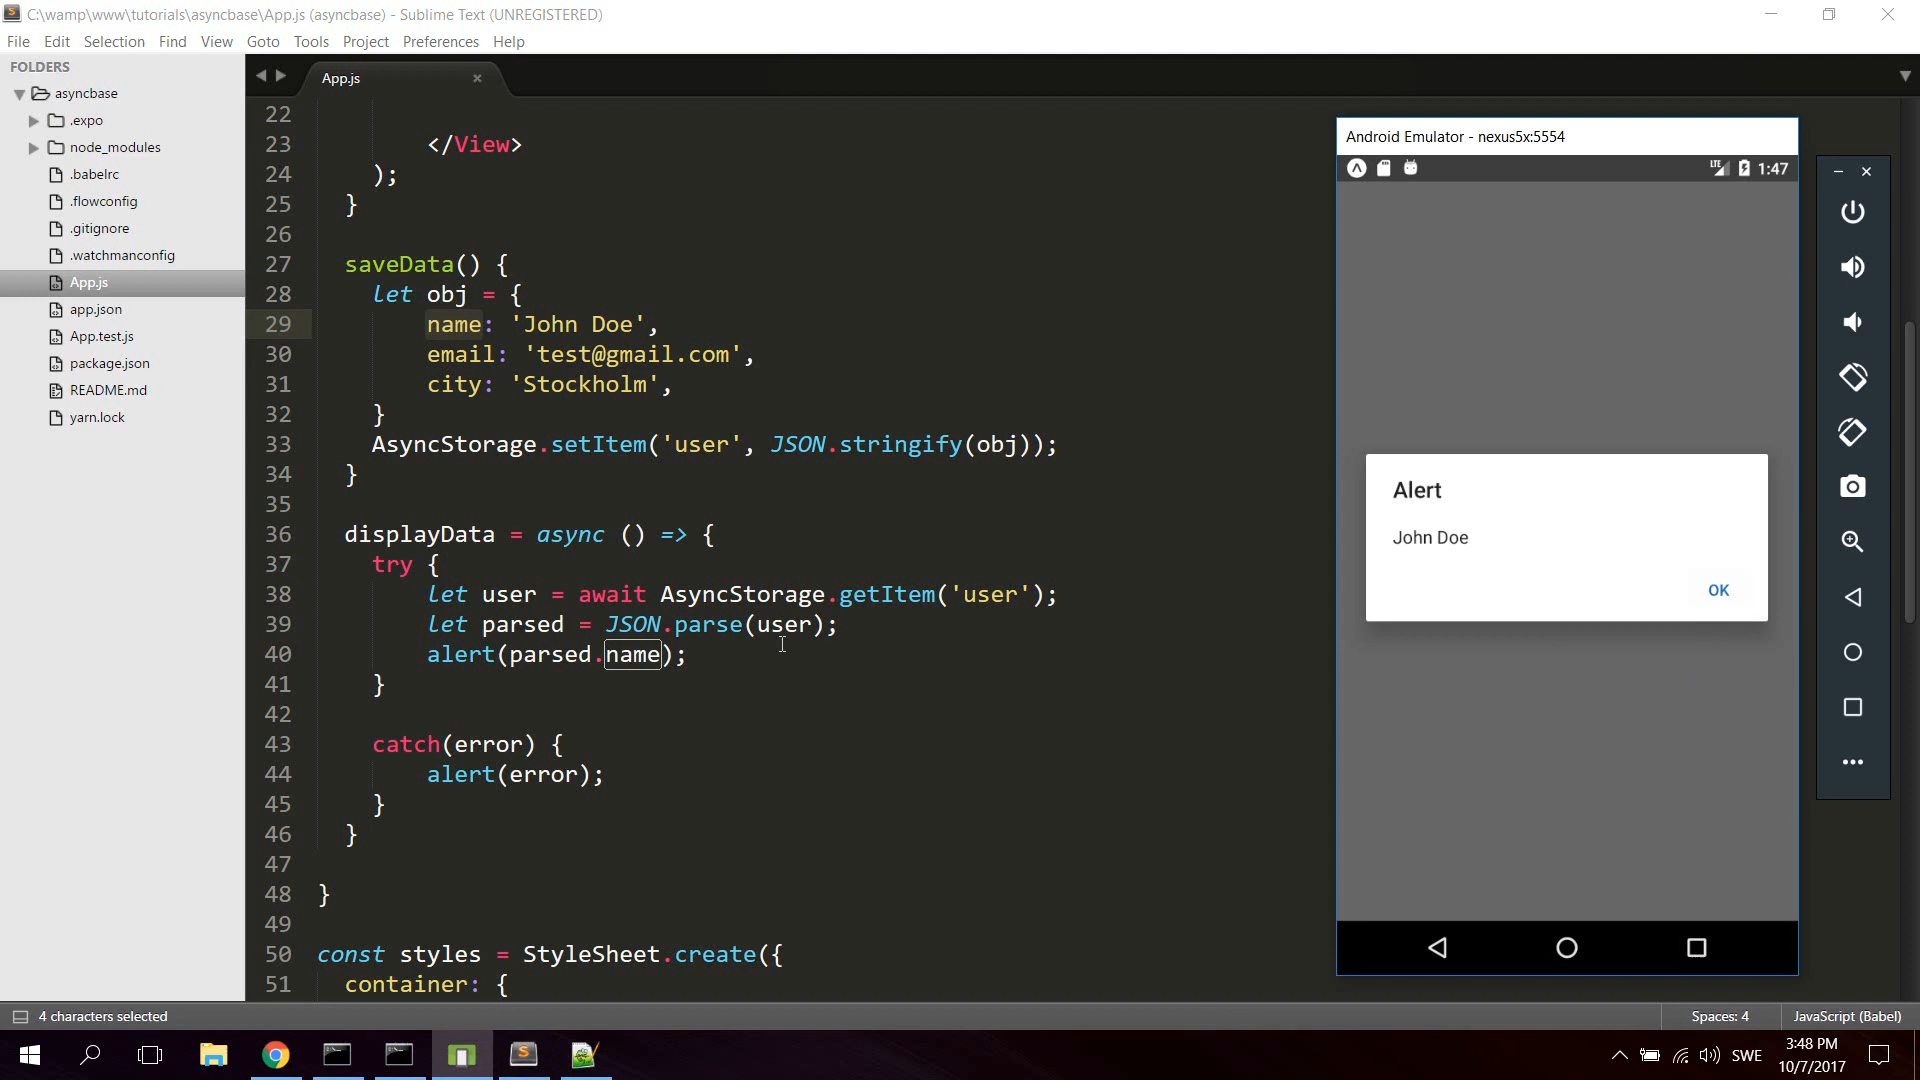 C:\wamp\www\tutorials\asyncbase\App.js (asyncbase) - Sublime Text (UNREGISTERED)
File Edit Selection Find View Goto Tools Project Preferences Help
FOLDERS
asyncbase
.expo
node_modules
.babelrc
.flowconfig
.gitignore
.watchmanconfig
App.js
app.json
App.test.js
package.json
README.md
yarn.lock
App.js
22
23 </View>
24 );
25 }
26
27 saveData() {
28 let obj = {
29 name: 'John Doe',
30 email: 'test@gmail.com',
31 city: 'Stockholm',
32 }
33 AsyncStorage.setItem('user', JSON.stringify(obj));
34 }
35
36 displayData = async () => {
37 try {
38 let user = await AsyncStorage.getItem('user');
39 let parsed = JSON.parse(user);
40 alert(parsed.name);
41 }
42
43 catch(error) {
44 alert(error);
45 }
46 }
47
48 }
49
50 const styles = StyleSheet.create({
51 container: {
Android Emulator - nexus5x:5554
LTE 1:47
Alert
John Doe
OK
4 characters selected
Spaces: 4
JavaScript (Babel)
SWE
3:48 PM
10/7/2017